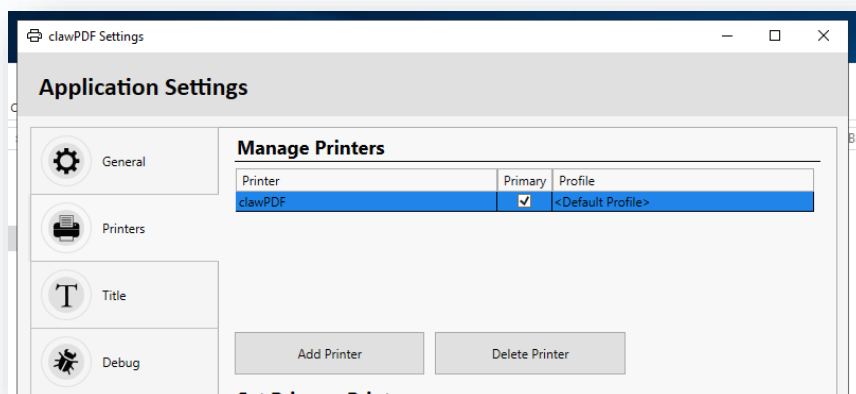 clawPDF Settings
Application Settings
General
Printers
Title
Debug
Manage Printers
Printer Primary Profile
clawPDF <Default Profile>
Add Printer Delete Printer